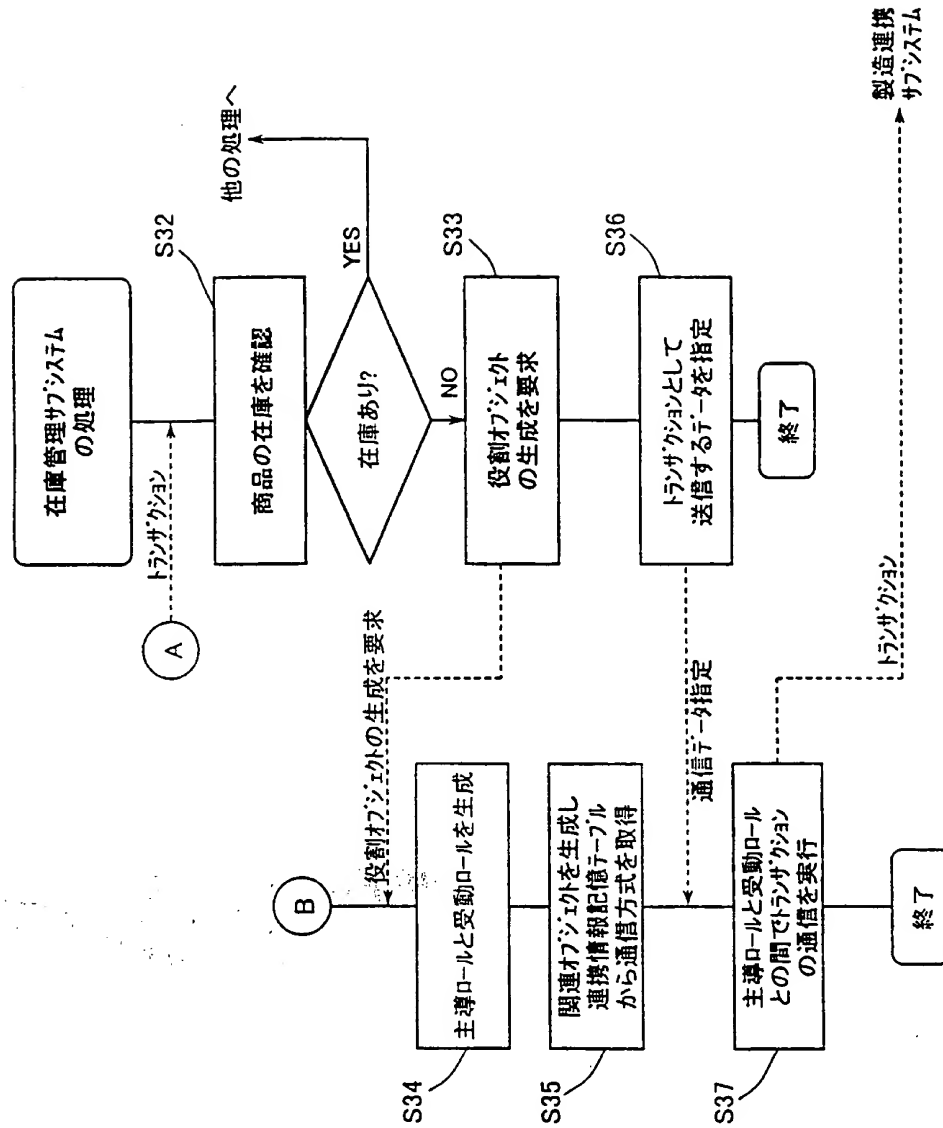 在庫管理サブシステム
の処理
A
トランザクション
S32
商品の在庫を確認
在庫あり?
YES
他の処理へ
NO
S33
役割オブジェクト
の生成を要求
S36
トランザクションとして
送信するデータを指定
終了
B
役割オブジェクトの生成を要求
S34
主導ロールと受動ロールを生成
S35
関連オブジェクトを生成し
連携情報記憶テーブル
から通信方式を取得
通信データ指定
S37
主導ロールと受動ロール
との間でトランザクション
の通信を実行
トランザクション
製造連携
サブシステム
終了